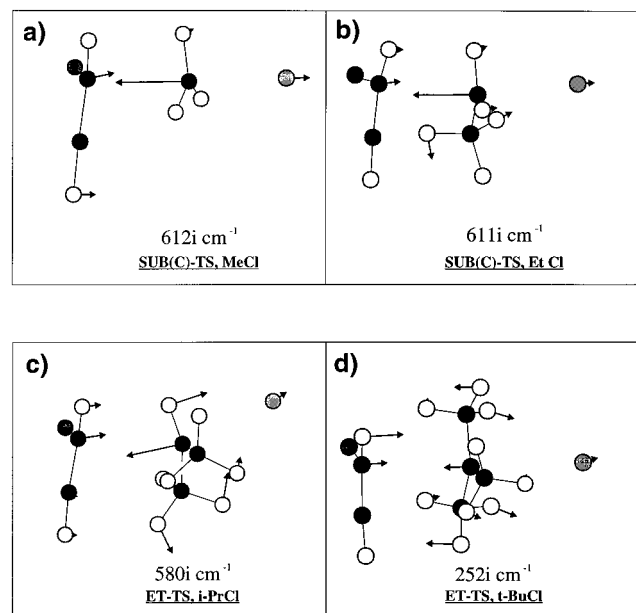 a)
612i cm⁻¹
SUB(C)-TS, MeCl
b)
611i cm⁻¹
SUB(C)-TS, Et Cl
c)
580i cm⁻¹
ET-TS, i-PrCl
d)
252i cm⁻¹
ET-TS, t-BuCl